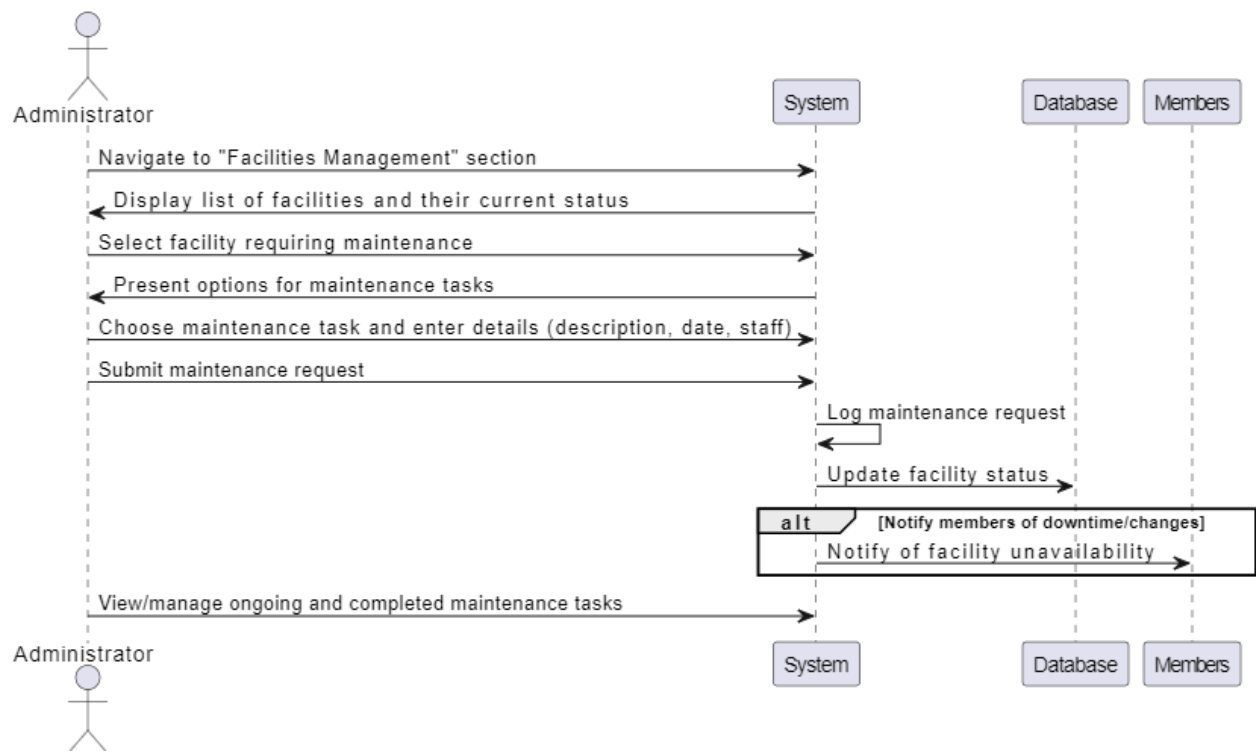 Administrator
System
Database
Members
Navigate to "Facilities Management" section
Display list of facilities and their current status
Select facility requiring maintenance
Present options for maintenance tasks
Choose maintenance task and enter details (description, date, staff)
Submit maintenance request
Log maintenance request
Update facility status
alt
[Notify members of downtime/changes]
Notify of facility unavailability
View/manage ongoing and completed maintenance tasks
Administrator
System
Database
Members